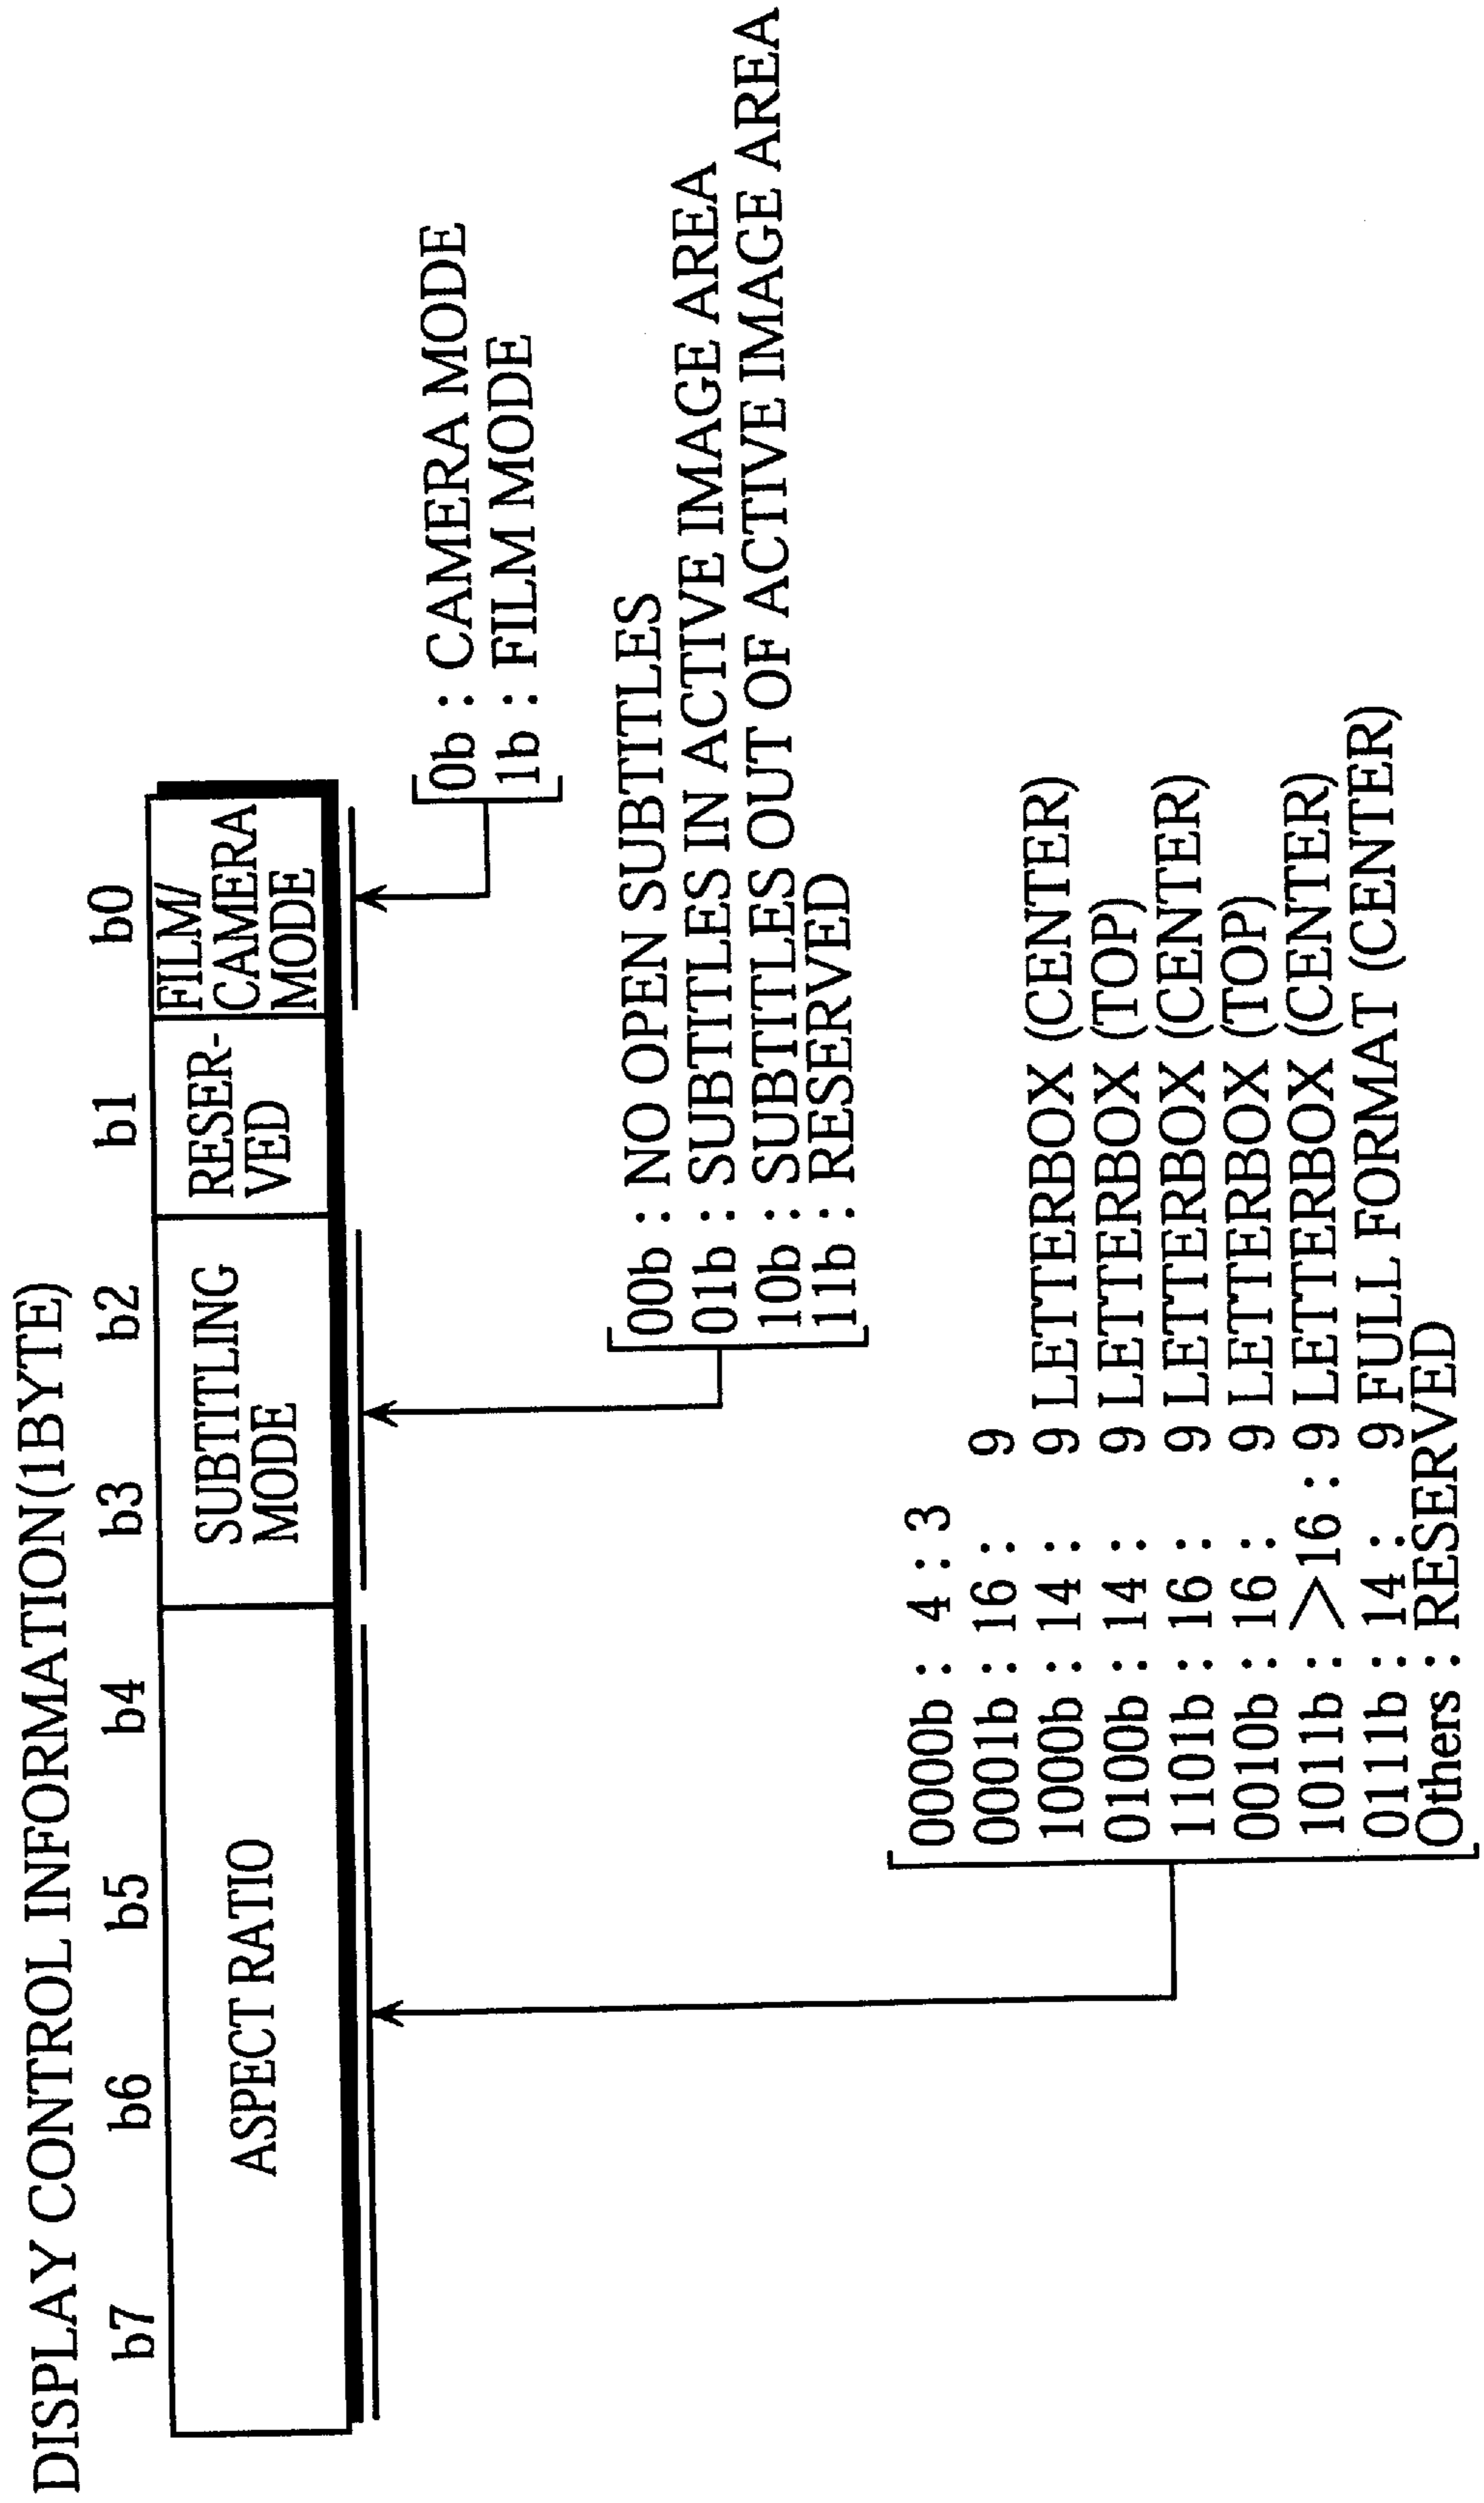 DISPLAY CONTROL INFORMATION(1BYTE)
b7 b6 b5 b4 b3 b2 b1 b0
ASPECT RATIO
SUBTITLING
MODE
RESER-
VED
FILM/
CAMERA
MODE
0b : CAMERA MODE
1b : FILM MODE
00b : NO OPEN SUBTITLES
01b : SUBTITLES IN ACTIVE IMAGE AREA
10b : SUBTITLES OUT OF ACTIVE IMAGE AREA
11b : RESERVED
0000b : 4 : 3
0001b : 16 : 9
1000b : 14 : 9 LETTERBOX (CENTER)
0100b : 14 : 9 LETTERBOX (TOP)
1101b : 16 : 9 LETTERBOX (CENTER)
0010b : 16 : 9 LETTERBOX (TOP)
1011b : >16 : 9 LETTERBOX (CENTER)
0111b : 14 : 9 FULL FORMAT (CENTER)
Others : RESERVED